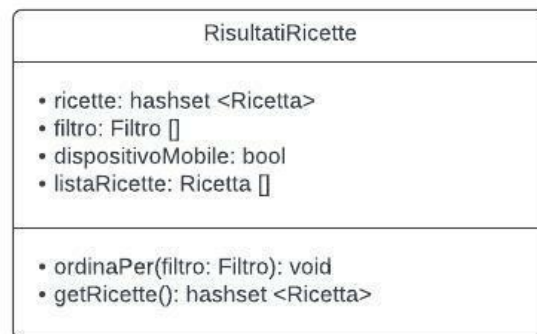 RisultatiRicette
• ricette: hashset <Ricetta>
• filtro: Filtro []
• dispositivoMobile: bool
• listaRicette: Ricetta []
• ordinaPer(filtro: Filtro): void
• getRicette(): hashset <Ricetta>